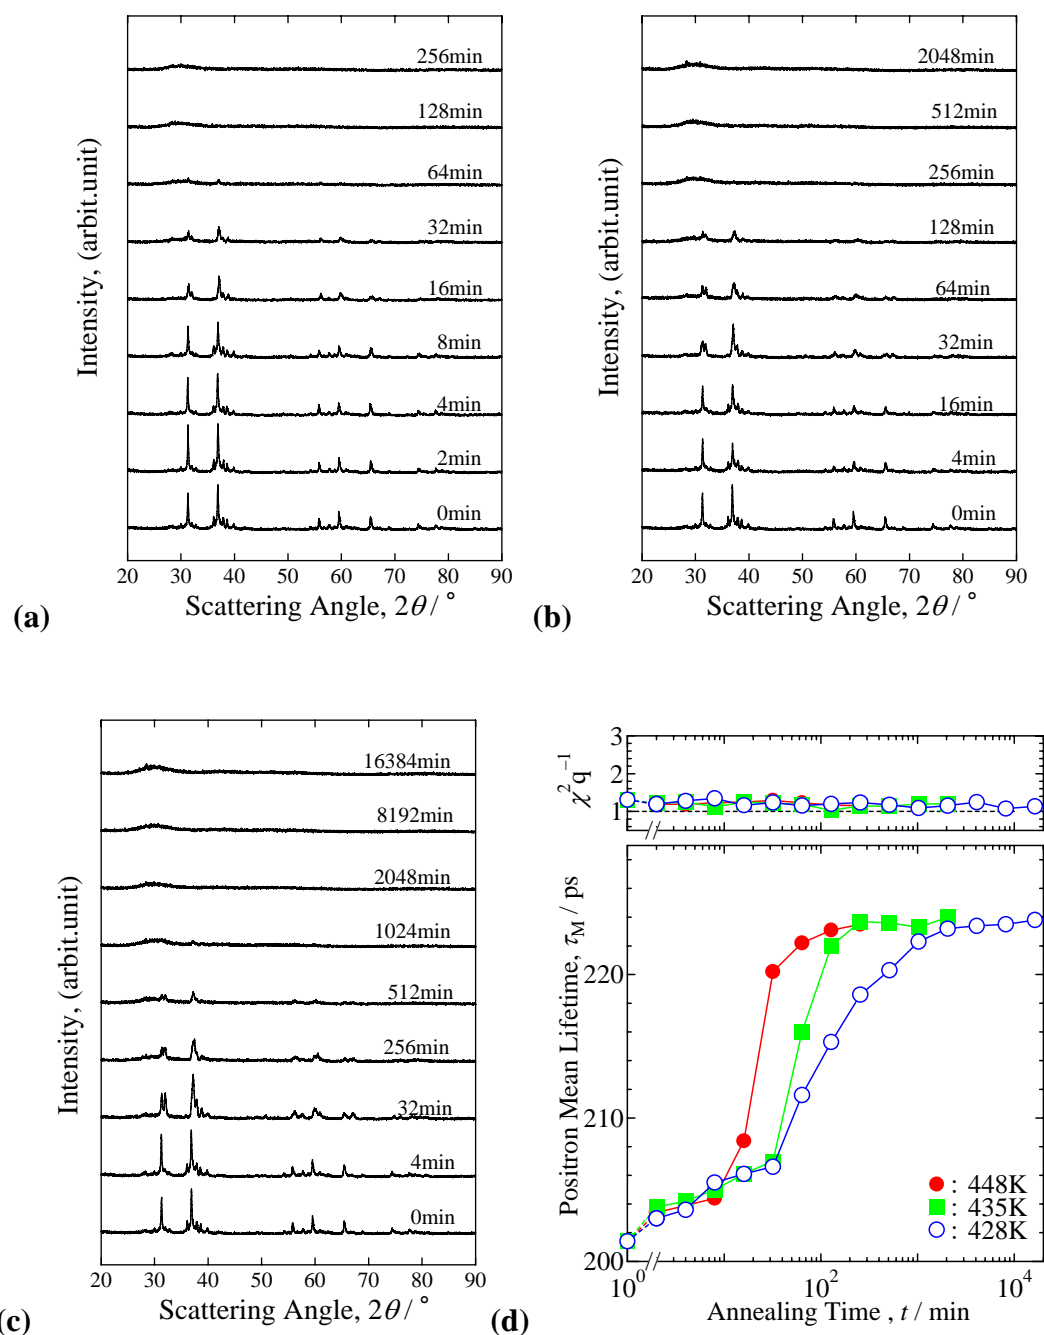 256min
128min
64min
32min
16min
8min
4min
2min
0min
Intensity, (arbit.unit)
20 30 40 50 60 70 80 90
Scattering Angle, 2θ / °
(a)
2048min
512min
256min
128min
64min
32min
16min
4min
0min
Intensity, (arbit.unit)
20 30 40 50 60 70 80 90
Scattering Angle, 2θ / °
(b)
16384min
8192min
2048min
1024min
512min
256min
32min
4min
0min
Intensity, (arbit.unit)
20 30 40 50 60 70 80 90
Scattering Angle, 2θ / °
(c)
3
2
1
χ²q⁻¹
220
210
200
Positron Mean Lifetime, τM / ps
: 448K
: 435K
: 428K
10⁰ 10² 10⁴
Annealing Time , t / min
(d)